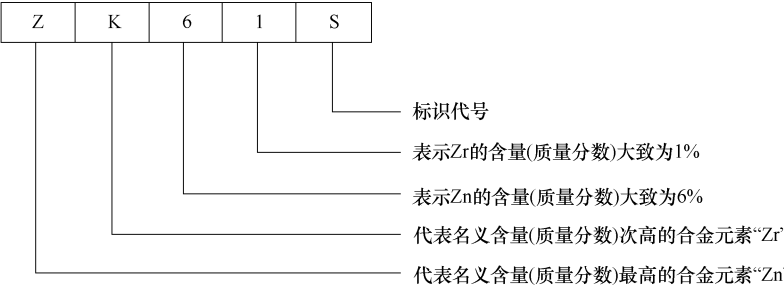 Z K 6 1 S
标识代号
表示Zr的含量(质量分数)大致为1%
表示Zn的含量(质量分数)大致为6%
代表名义含量(质量分数)次高的合金元素“Zr”
代表名义含量(质量分数)最高的合金元素“Zn”